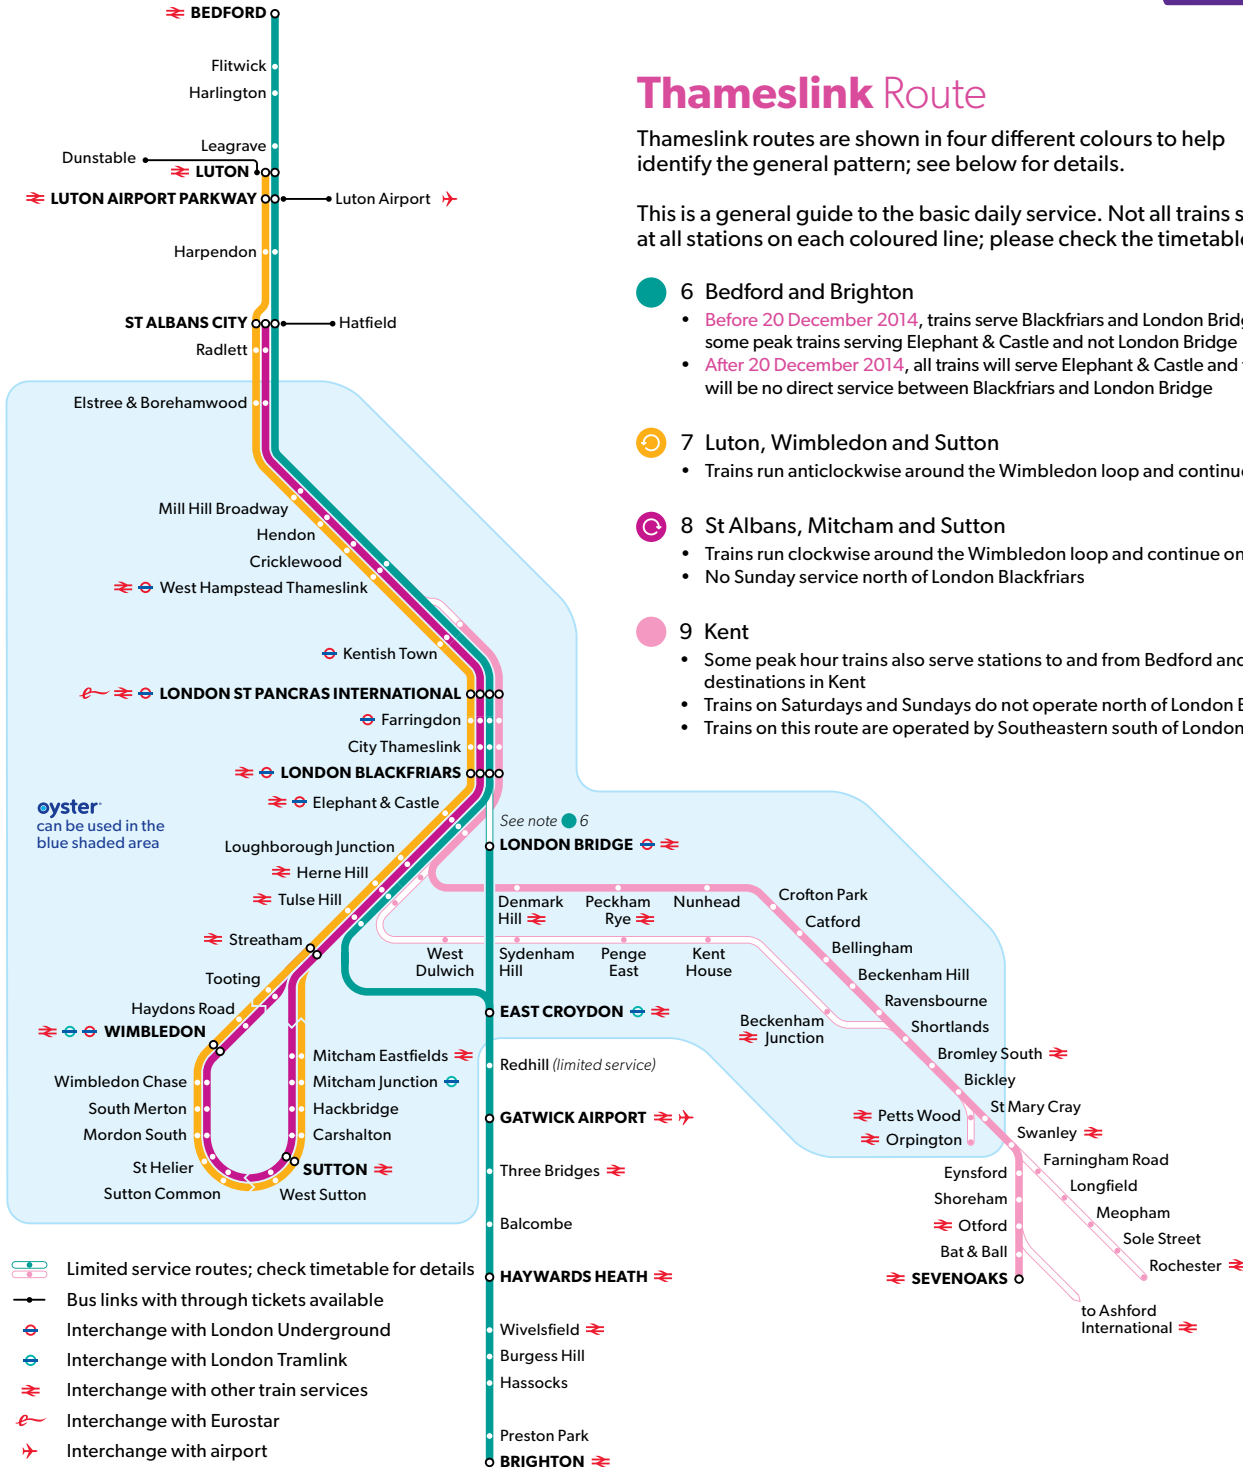 BEDFORD
Flitwick
Harlington
Leagrave
Dunstable
LUTON
LUTON AIRPORT PARKWAY
Luton Airport
Harpendon
ST ALBANS CITY
Hatfield
Radlett
Elstree & Borehamwood
Mill Hill Broadway
Hendon
Cricklewood
West Hampstead Thameslink
Kentish Town
LONDON ST PANCRAS INTERNATIONAL
Farringdon
City Thameslink
LONDON BLACKFRIARS
Elephant & Castle
See note 6
LONDON BRIDGE
Loughborough Junction
Herne Hill
Tulse Hill
Streatham
Tooting
Haydons Road
WIMBLEDON
Wimbledon Chase
South Merton
Mordon South
St Helier
Sutton Common
West Sutton
SUTTON
Carshalton
Hackbridge
Mitcham Junction
Mitcham Eastfields
oyster
can be used in the
blue shaded area
Denmark
Hill
Peckham
Rye
Nunhead
Crofton Park
Catford
Bellingham
Beckenham Hill
Ravensbourne
Shortlands
Bromley South
Bickley
St Mary Cray
Swanley
Farningham Road
Longfield
Meopham
Sole Street
Rochester
West
Dulwich
Sydenham
Hill
Penge
East
Kent
House
Beckenham
Junction
Petts Wood
Orpington
Eynsford
Shoreham
Otford
Bat & Ball
SEVENOAKS
to Ashford
International
EAST CROYDON
Redhill (limited service)
GATWICK AIRPORT
Three Bridges
Balcombe
HAYWARDS HEATH
Wivelsfield
Burgess Hill
Hassocks
Preston Park
BRIGHTON
Thameslink Route
Thameslink routes are shown in four different colours to help
identify the general pattern; see below for details.
This is a general guide to the basic daily service. Not all trains s
at all stations on each coloured line; please check the timetable
6 Bedford and Brighton
• Before 20 December 2014, trains serve Blackfriars and London Bridg
some peak trains serving Elephant & Castle and not London Bridge
• After 20 December 2014, all trains will serve Elephant & Castle and
will be no direct service between Blackfriars and London Bridge
7 Luton, Wimbledon and Sutton
• Trains run anticlockwise around the Wimbledon loop and continue
8 St Albans, Mitcham and Sutton
• Trains run clockwise around the Wimbledon loop and continue on
• No Sunday service north of London Blackfriars
9 Kent
• Some peak hour trains also serve stations to and from Bedford and
destinations in Kent
• Trains on Saturdays and Sundays do not operate north of London B
• Trains on this route are operated by Southeastern south of London
Limited service routes; check timetable for details
Bus links with through tickets available
Interchange with London Underground
Interchange with London Tramlink
Interchange with other train services
Interchange with Eurostar
Interchange with airport